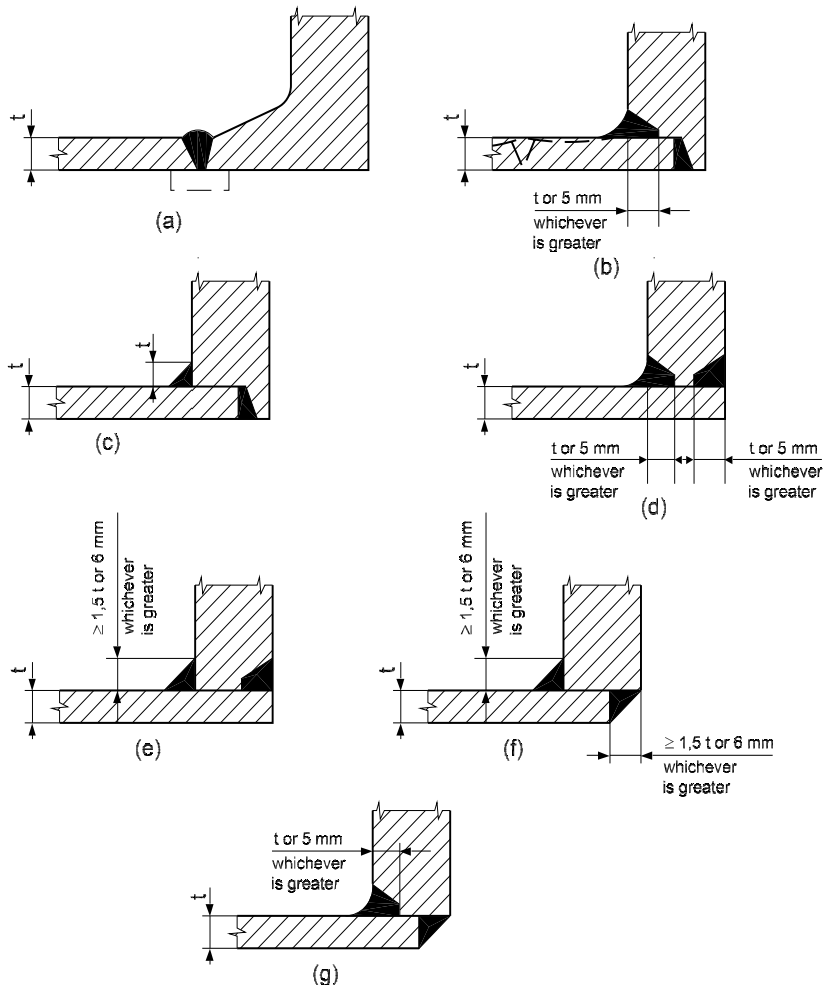 t
(a)
t
t or 5 mm
whichever
is greater
(b)
t
t
(c)
t
t or 5 mm
whichever
is greater
t or 5 mm
whichever
is greater
(d)
≥ 1,5 t or 6 mm
whichever
is greater
t
(e)
≥ 1,5 t or 6 mm
whichever
is greater
t
(f)
≥ 1,5 t or 6 mm
whichever
is greater
t or 5 mm
whichever
is greater
t
(g)